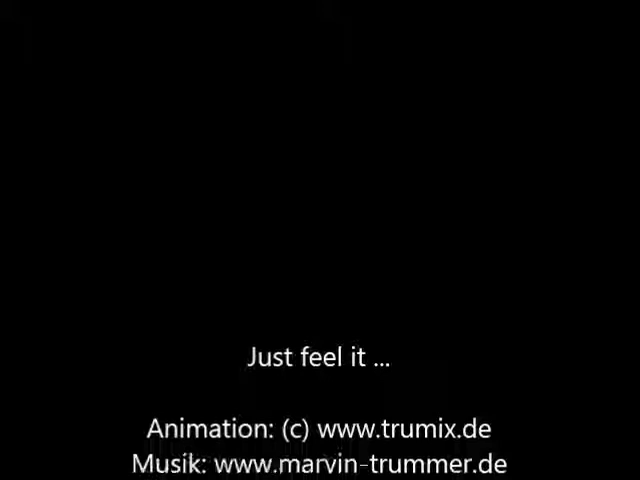 Just feel it ...
Animation: (c) www.trumix.de
Musik: www.marvin-trummer.de